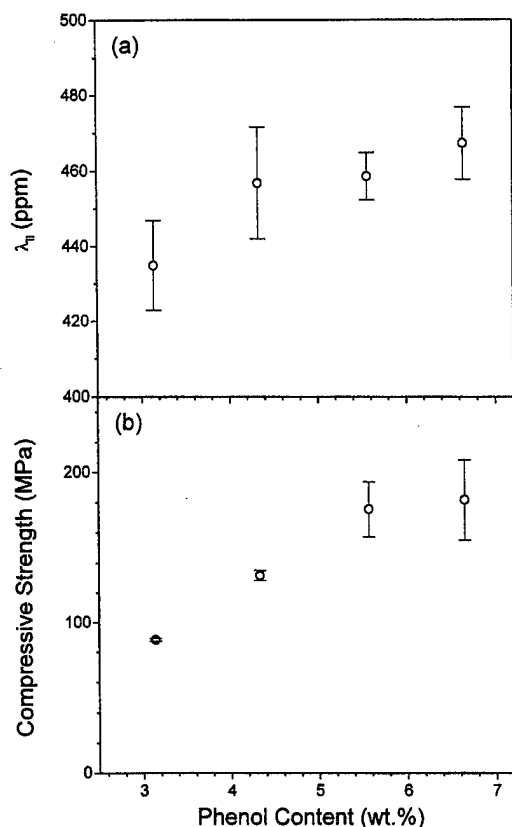 500
(a)
480
460
440
420
400
λ_II (ppm)
(b)
200
100
0
Compressive Strength (MPa)
3 4 5 6 7
Phenol Content (wt.%)